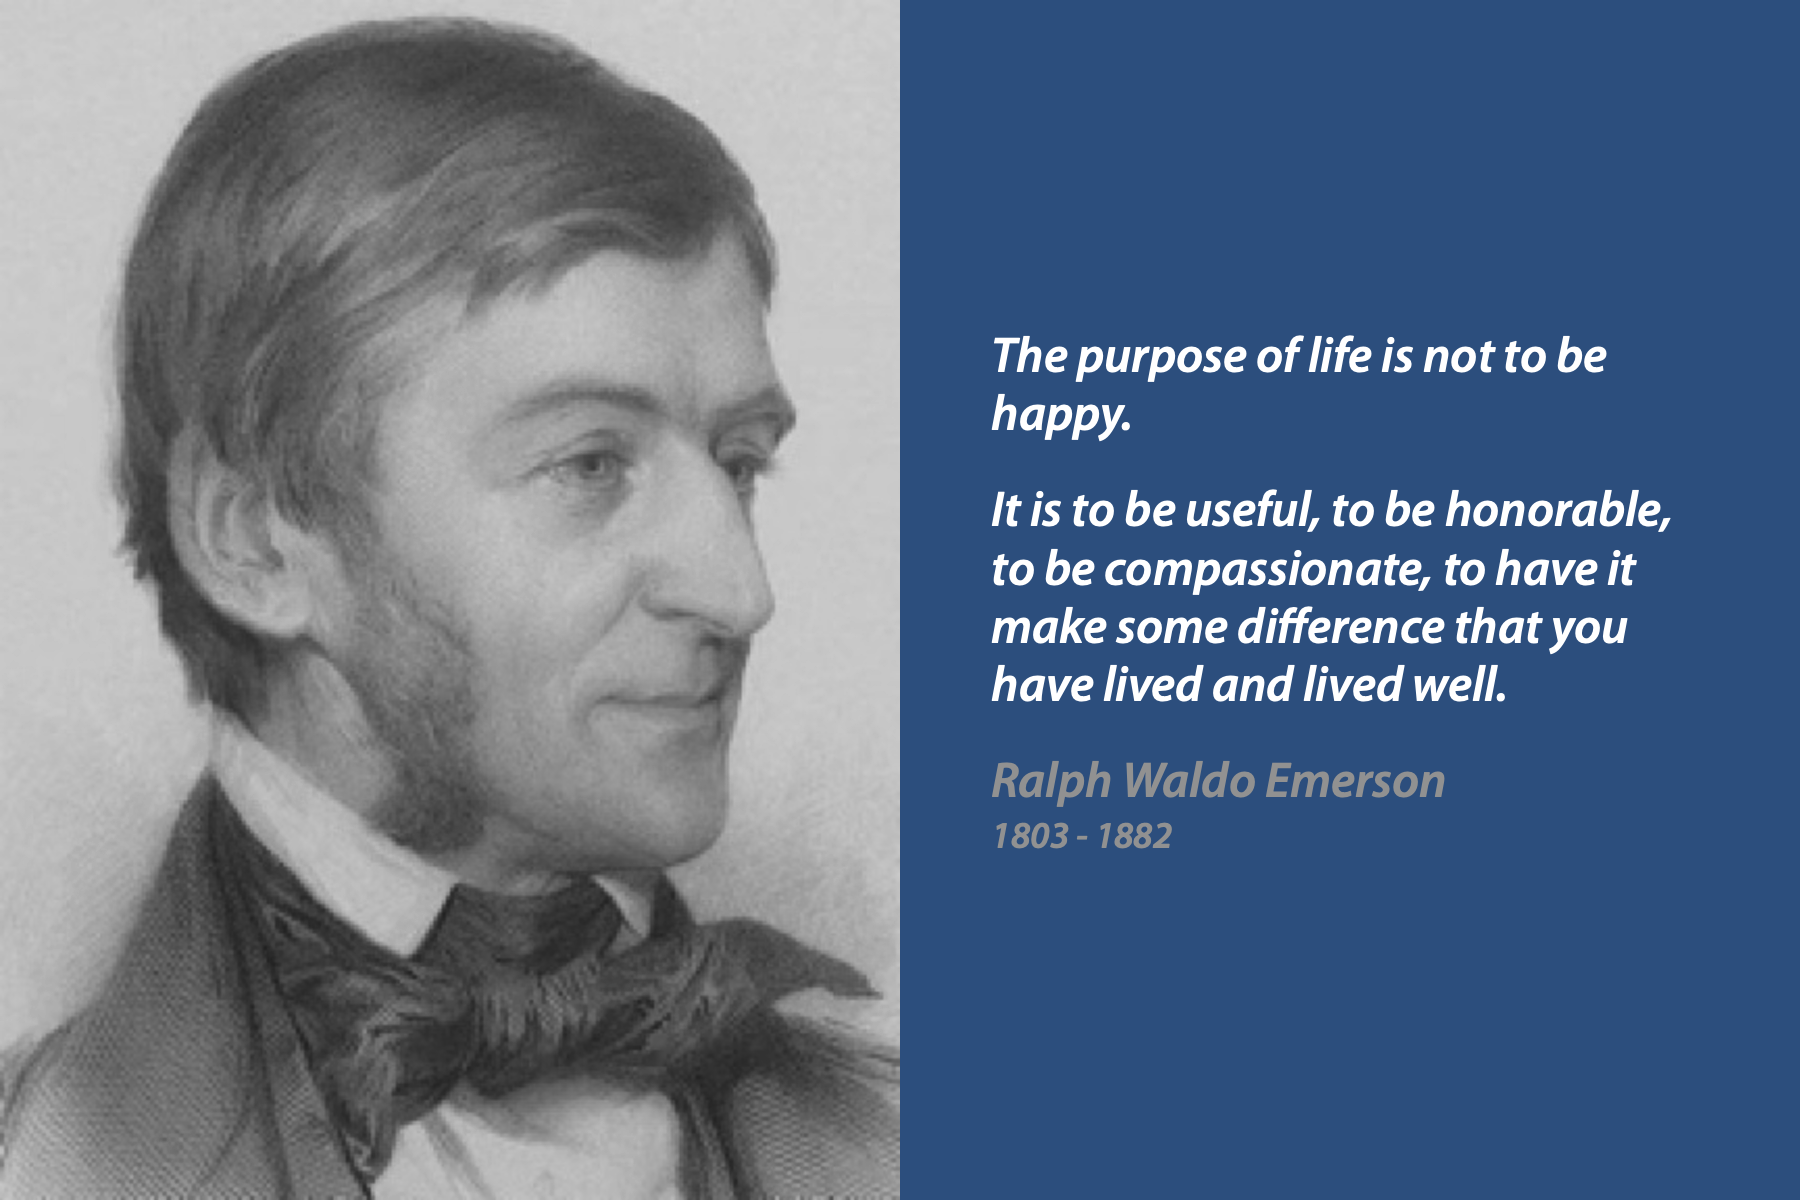 The purpose of life is not to be
happy.
It is to be useful, to be honorable,
to be compassionate, to have it
make some difference that you
have lived and lived well.
Ralph Waldo Emerson
1803 - 1882